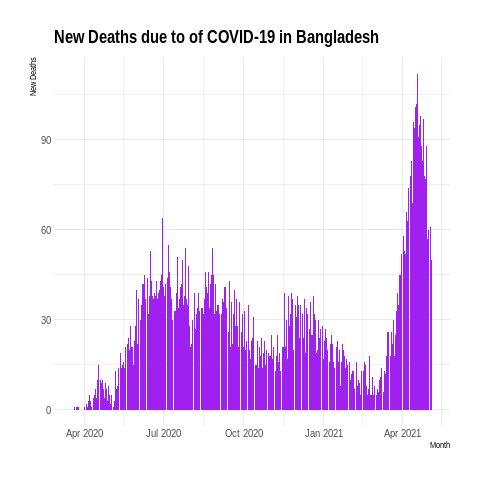 New Deaths due to of COVID-19 in Bangladesh
New Deaths
90
60
30
0
Apr 2020 Jul 2020 Oct 2020 Jan 2021 Apr 2021
Month